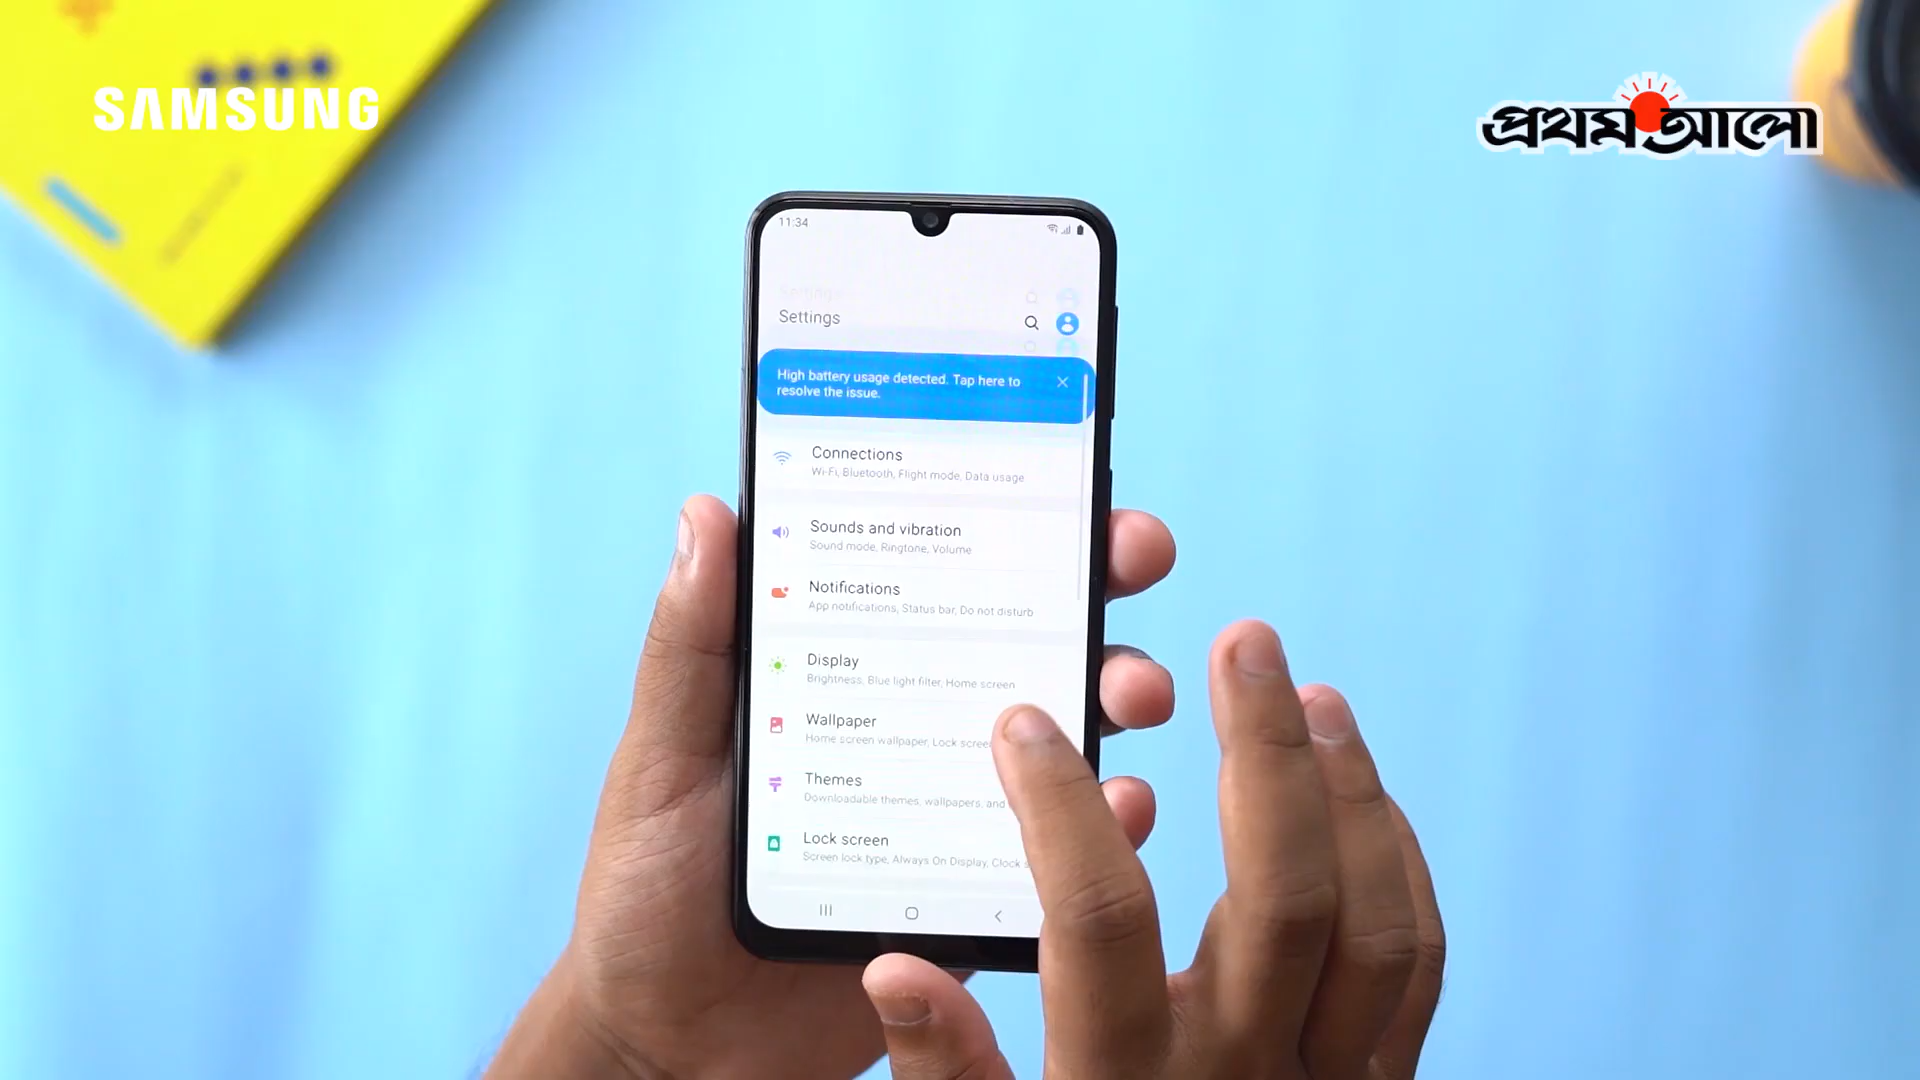 SAMSUNG
প্রথম আলো
11:34
Settings
High battery usage detected. Tap here to
resolve the issue.
Connections
Wi-Fi, Bluetooth, Flight mode, Data usage
Sounds and vibration
Sound mode, Ringtone, Volume
Notifications
App notifications, Status bar, Do not disturb
Display
Brightness, Blue light filter, Home screen
Wallpaper
Home screen wallpaper, Lock screen
Themes
Downloadable themes, wallpapers, and
Lock screen
Screen lock type, Always On Display, Clock s